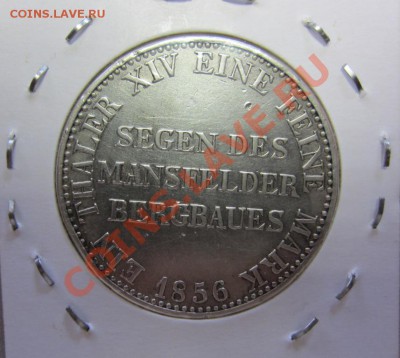 COINS.LAVE.RU
EIN THALER XIV EINE FEINE MARK
SEGEN DES
MANSFELDER
BERGBAUES
1856
COINS.LAVE.RU